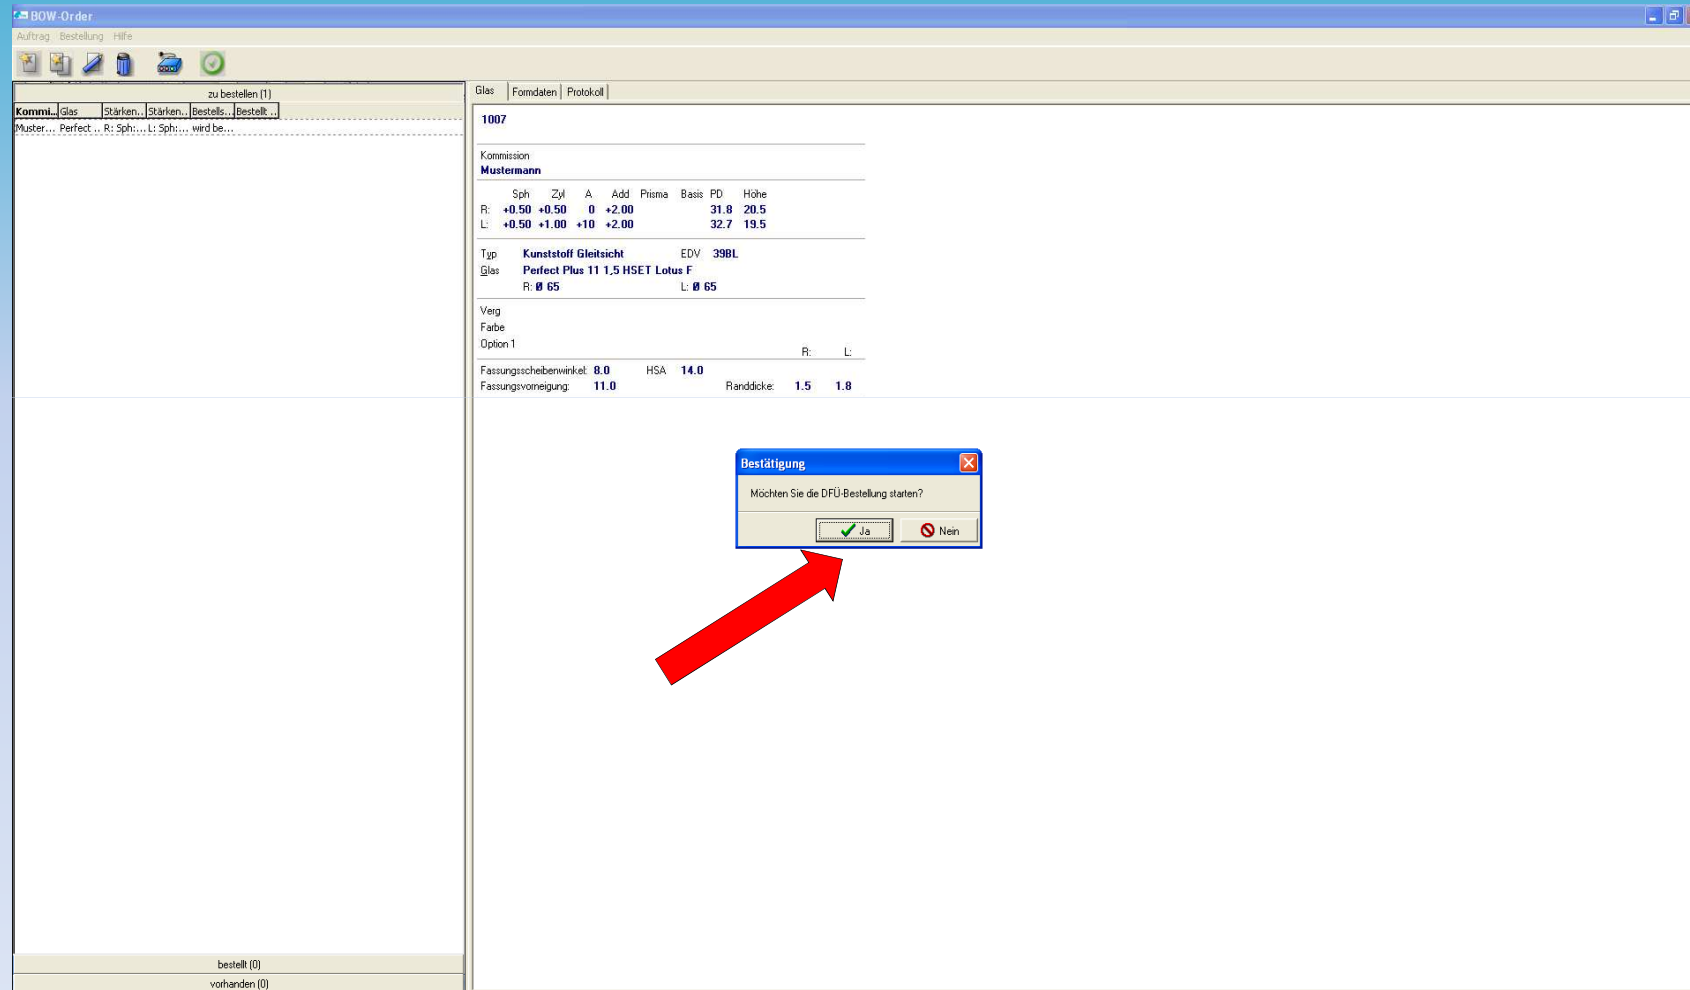 BOW-Order
Auftrag Bestellung Hilfe
zu bestellen (1)
Kommi... Glas Stärken... Stärken... Bestells... Bestellt ...
Muster... Perfect ... R: Sph:... L: Sph:... wird be...
bestellt (0)
vorhanden (0)
Glas Formdaten Protokoll
1007
Kommission
Mustermann
Sph Zyl A Add Prisma Basis PD Höhe
R: +0.50 +0.50 0 +2.00 31.8 20.5
L: +0.50 +1.00 +10 +2.00 32.7 19.5
Typ Kunststoff Gleitsicht EDV 39BL
Glas Perfect Plus 11 1,5 HSET Lotus F
R: Ø 65 L: Ø 65
Verg
Farbe
Option 1
R: L:
Fassungsscheibenwinkel: 8.0 HSA 14.0
Fassungsvorneigung: 11.0 Randdicke: 1.5 1.8
Bestätigung
Möchten Sie die DFÜ-Bestellung starten?
Ja Nein